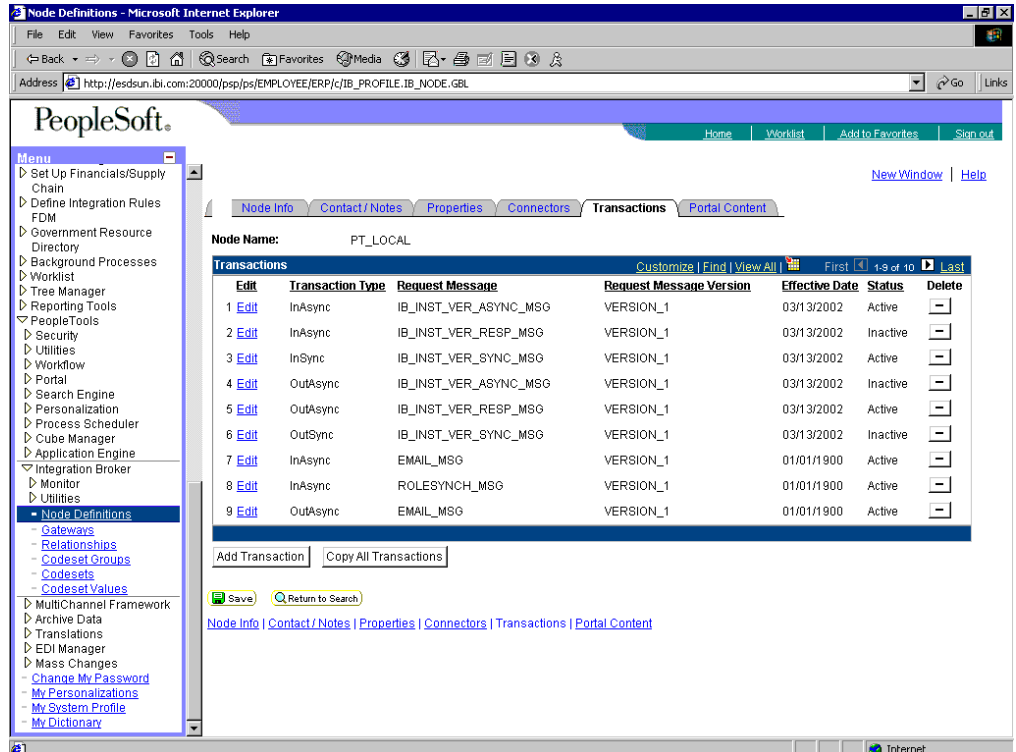 Node Definitions - Microsoft Internet Explorer
File Edit View Favorites Tools Help
Back Search Favorites Media
Address http://esdsun.ibi.com:20000/psp/ps/EMPLOYEE/ERP/c/IB_PROFILE.IB_NODE.GBL Go Links
PeopleSoft.
Home Worklist Add to Favorites Sign out
Menu
Set Up Financials/Supply
Chain
Define Integration Rules
FDM
Government Resource
Directory
Background Processes
Worklist
Tree Manager
Reporting Tools
PeopleTools
Security
Utilities
Workflow
Portal
Search Engine
Personalization
Process Scheduler
Cube Manager
Application Engine
Integration Broker
Monitor
Utilities
Node Definitions
Gateways
Relationships
Codeset Groups
Codesets
Codeset Values
MultiChannel Framework
Archive Data
Translations
EDI Manager
Mass Changes
Change My Password
My Personalizations
My System Profile
My Dictionary
New Window | Help
Node Info Contact / Notes Properties Connectors Transactions Portal Content
Node Name: PT_LOCAL
Transactions Customize | Find | View All | First 1-9 of 10 Last
Edit Transaction Type Request Message Request Message Version Effective Date Status Delete
1 Edit InAsync IB_INST_VER_ASYNC_MSG VERSION_1 03/13/2002 Active
2 Edit InAsync IB_INST_VER_RESP_MSG VERSION_1 03/13/2002 Inactive
3 Edit InSync IB_INST_VER_SYNC_MSG VERSION_1 03/13/2002 Active
4 Edit OutAsync IB_INST_VER_ASYNC_MSG VERSION_1 03/13/2002 Inactive
5 Edit OutAsync IB_INST_VER_RESP_MSG VERSION_1 03/13/2002 Active
6 Edit OutSync IB_INST_VER_SYNC_MSG VERSION_1 03/13/2002 Inactive
7 Edit InAsync EMAIL_MSG VERSION_1 01/01/1900 Active
8 Edit InAsync ROLESYNCH_MSG VERSION_1 01/01/1900 Active
9 Edit OutAsync EMAIL_MSG VERSION_1 01/01/1900 Active
Add Transaction Copy All Transactions
Save Return to Search
Node Info | Contact / Notes | Properties | Connectors | Transactions | Portal Content
Internet